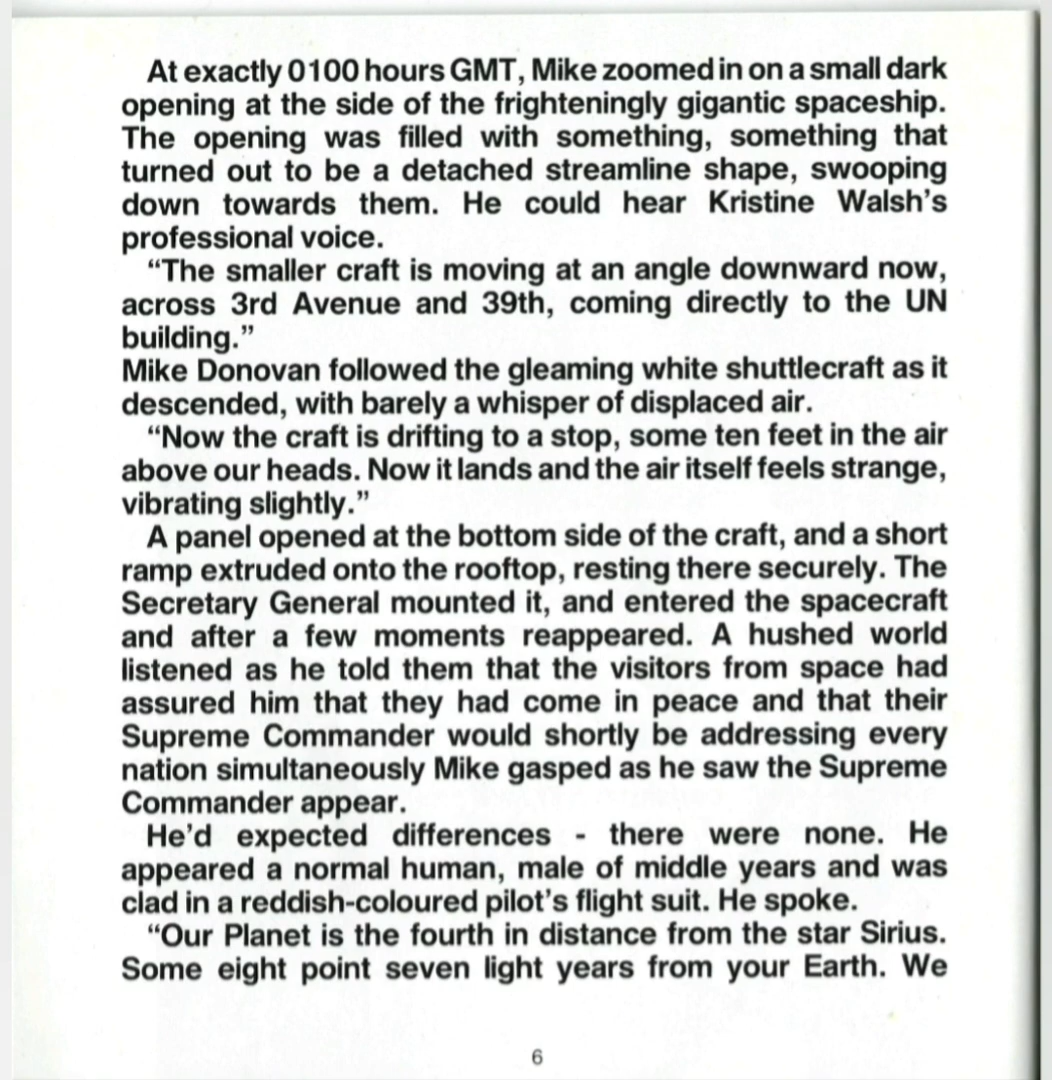 At exactly 0100 hours GMT, Mike zoomed in on a small dark
opening at the side of the frighteningly gigantic spaceship.
The opening was filled with something, something that
turned out to be a detached streamline shape, swooping
down towards them. He could hear Kristine Walsh's
professional voice.
“The smaller craft is moving at an angle downward now,
across 3rd Avenue and 39th, coming directly to the UN
building.”
Mike Donovan followed the gleaming white shuttlecraft as it
descended, with barely a whisper of displaced air.
“Now the craft is drifting to a stop, some ten feet in the air
above our heads. Now it lands and the air itself feels strange,
vibrating slightly.”
A panel opened at the bottom side of the craft, and a short
ramp extruded onto the rooftop, resting there securely. The
Secretary General mounted it, and entered the spacecraft
and after a few moments reappeared. A hushed world
listened as he told them that the visitors from space had
assured him that they had come in peace and that their
Supreme Commander would shortly be addressing every
nation simultaneously Mike gasped as he saw the Supreme
Commander appear.
He'd expected differences - there were none. He
appeared a normal human, male of middle years and was
clad in a reddish-coloured pilot's flight suit. He spoke.
“Our Planet is the fourth in distance from the star Sirius.
Some eight point seven light years from your Earth. We
6